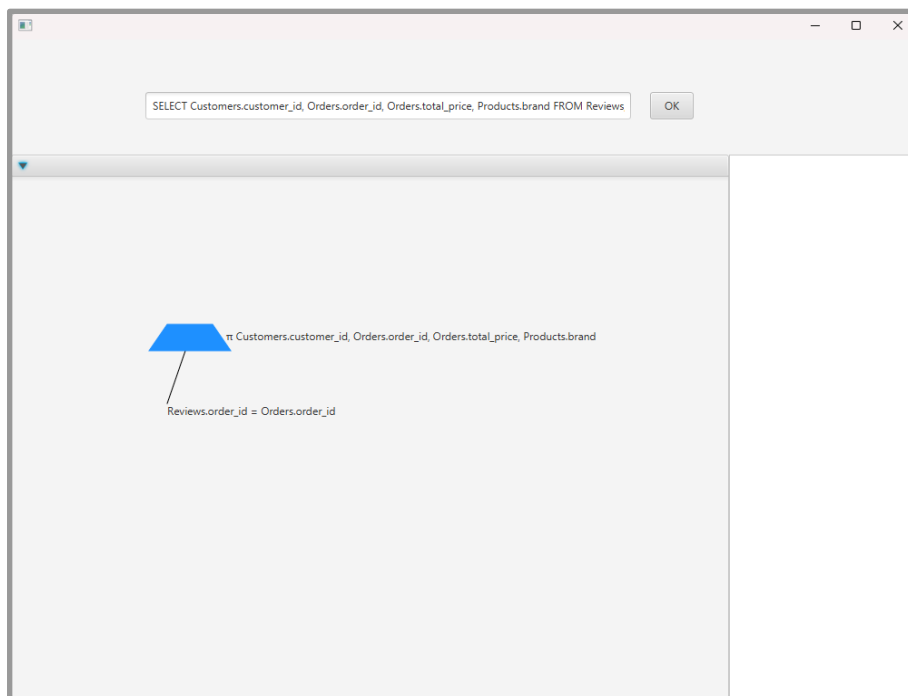 SELECT Customers.customer_id, Orders.order_id, Orders.total_price, Products.brand FROM Reviews
OK
π Customers.customer_id, Orders.order_id, Orders.total_price, Products.brand
Reviews.order_id = Orders.order_id